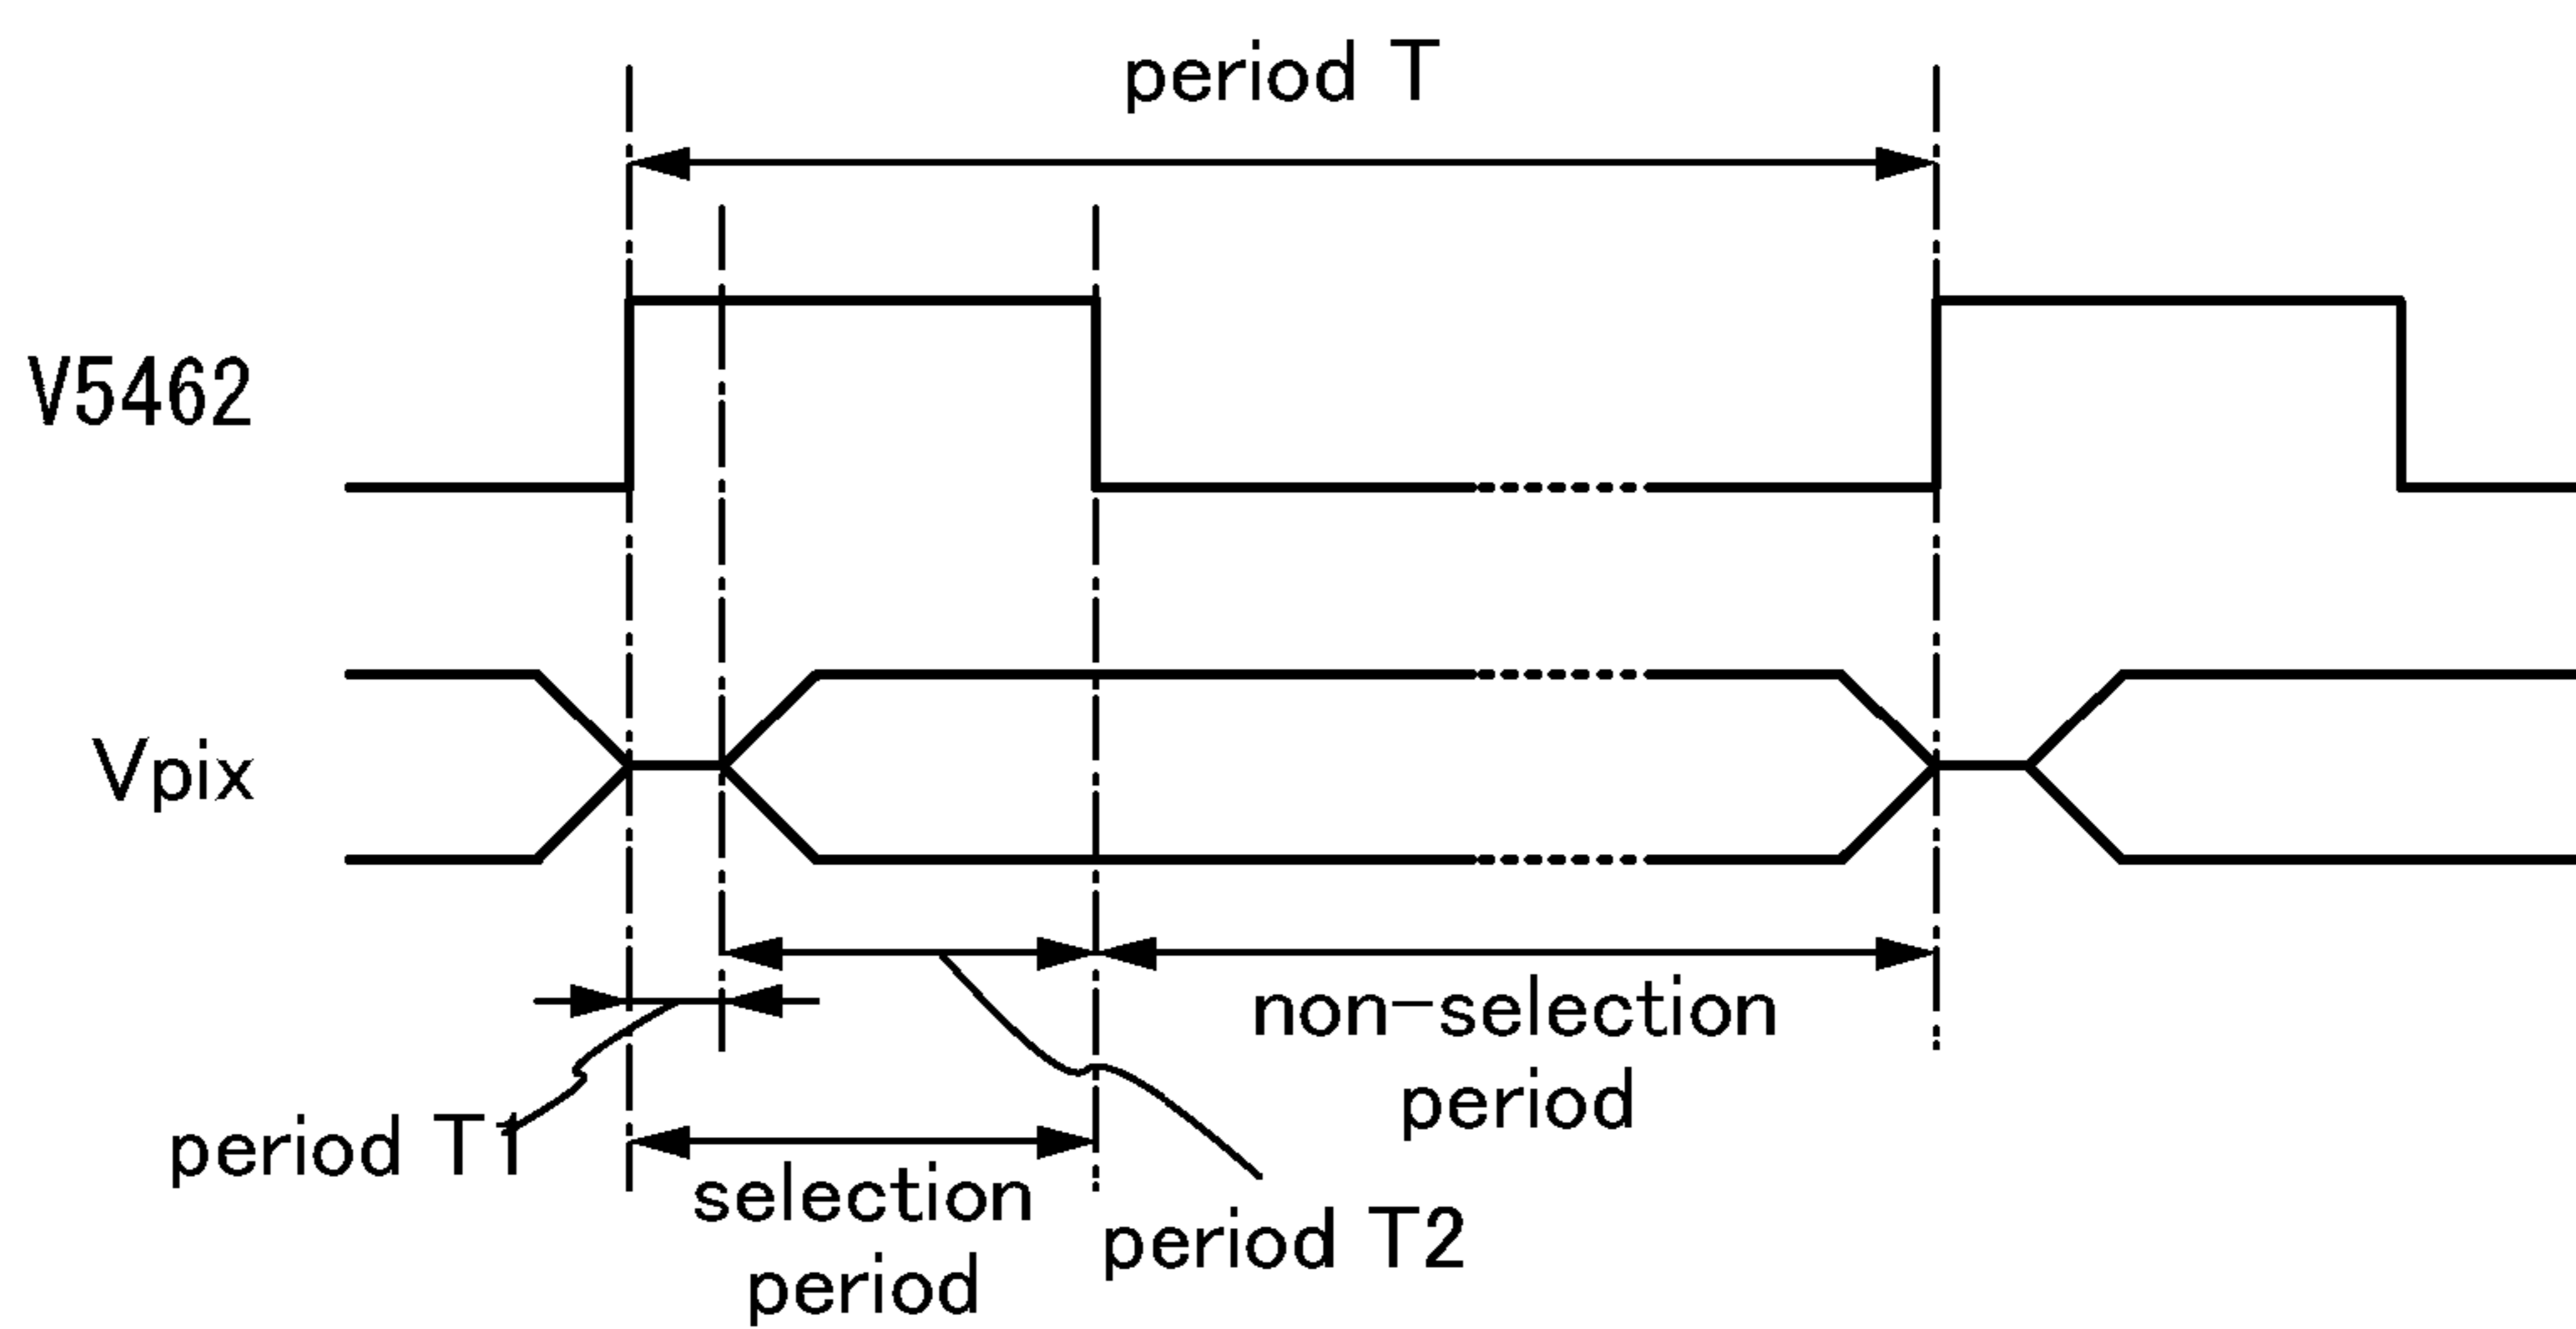 period T
V5462
Vpix
non-selection
period
period T1
selection
period
period T2